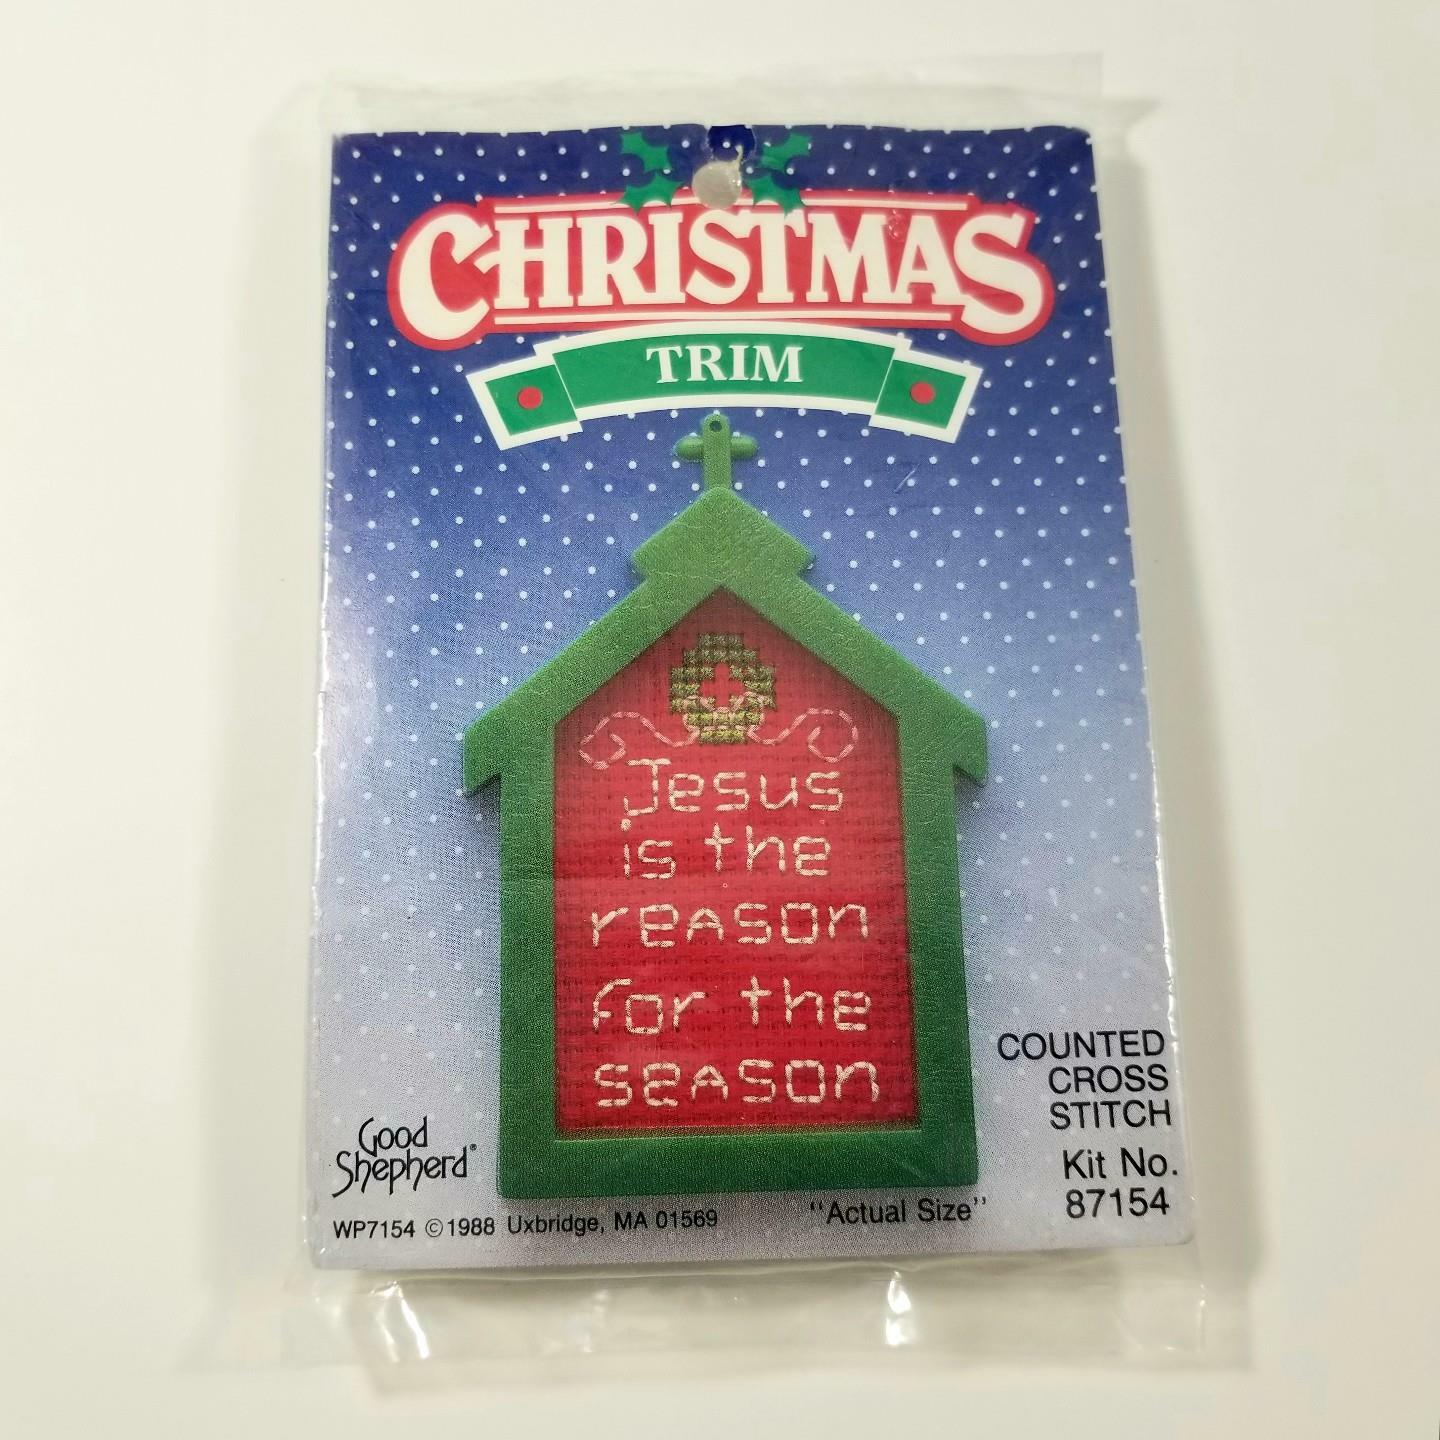 CHRISTMAS
TRIM
Jesus
is the
reason
for the
season
COUNTED
CROSS
STITCH
Kit No.
87154
Good
Shepherd®
"Actual Size"
WP7154 ©1988 Uxbridge, MA 01569